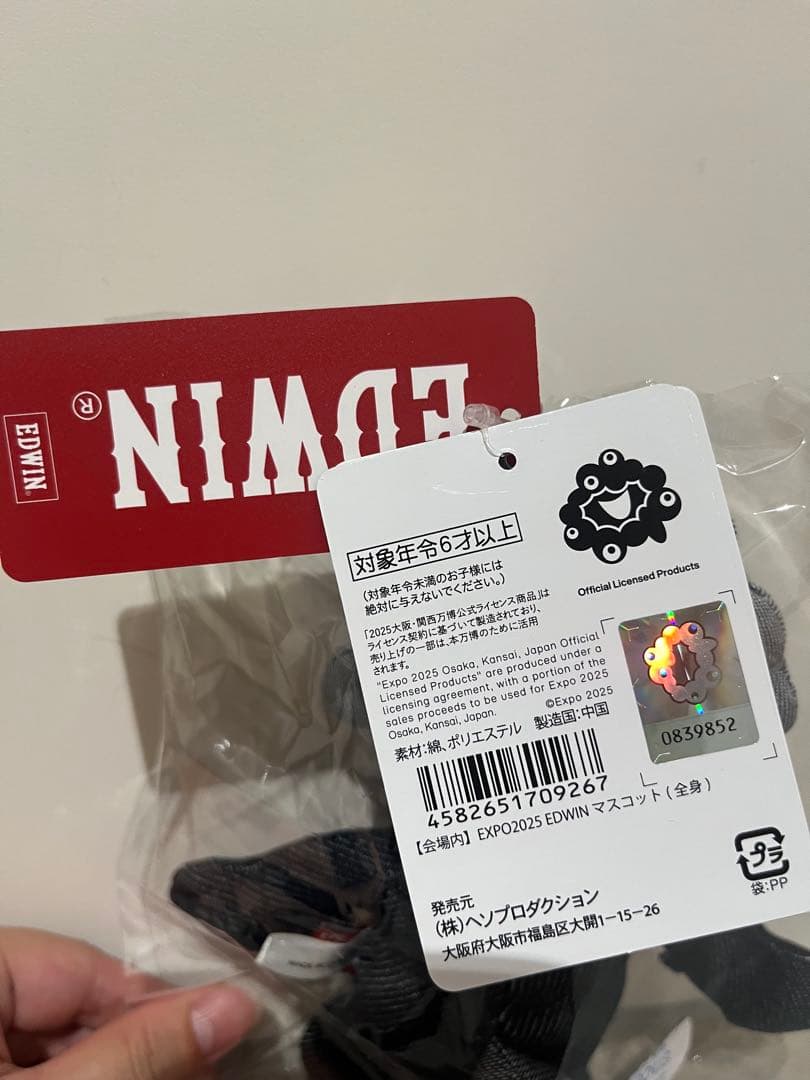 EDWIN®
EDWIN®
対象年令6才以上
(対象年令未満のお子様には
絶対に与えないでください。)
「2025大阪・関西万博公式ライセンス商品」は
ライセンス契約に基づいて製造されており、
売り上げの一部は、本万博のために活用
されます。
"Expo 2025 Osaka, Kansai, Japan Official
Licensed Products" are produced under a
licensing agreement, with a portion of the
sales proceeds to be used for Expo 2025
Osaka, Kansai, Japan.
©Expo 2025
素材:綿、ポリエステル 製造国:中国
4582651709267
【会場内】 EXPO2025 EDWIN マスコット(全身)
発売元
(株)ヘソプロダクション
大阪府大阪市福島区大開1-15-26
Official Licensed Products
0839852
プラ
袋:PP